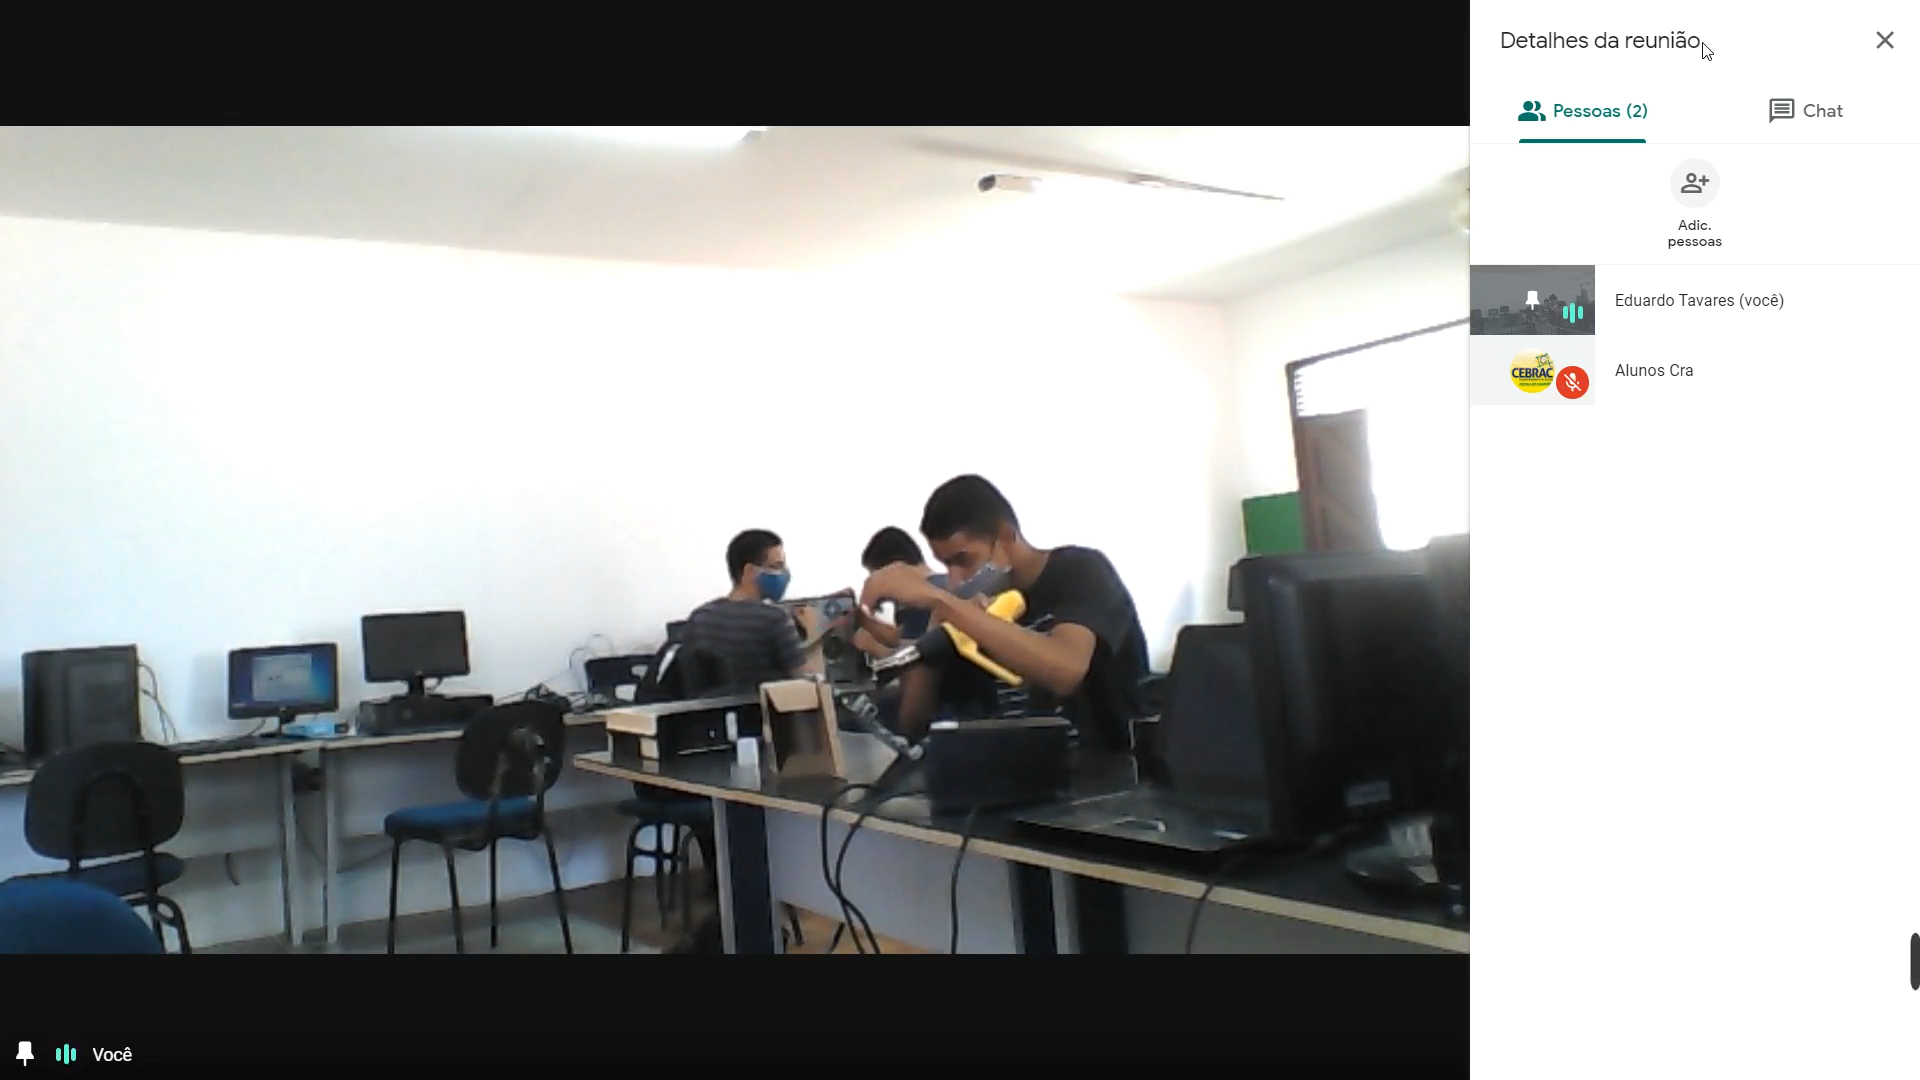 Detalhes da reunião
Pessoas (2)
Chat
Adic.
pessoas
Eduardo Tavares (você)
CEBRAC
Alunos Cra
Você